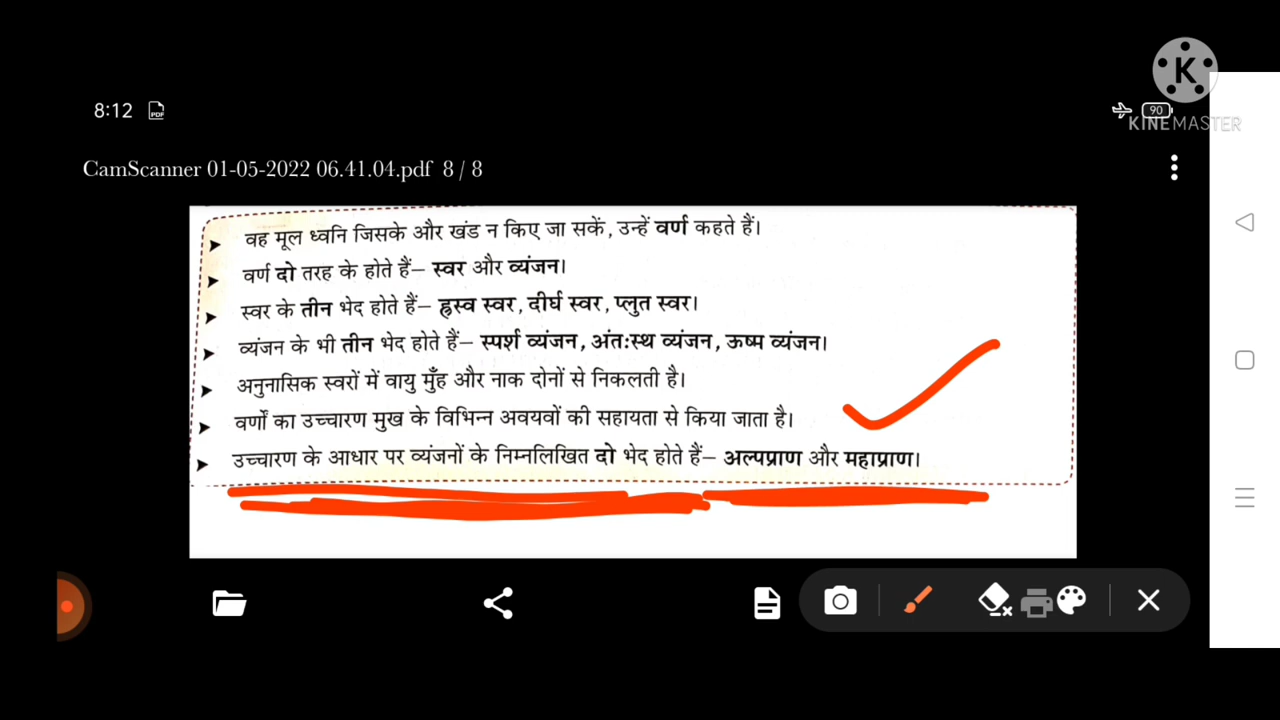 K
8:12 PDF 90
KINEMASTER
CamScanner 01-05-2022 06.41.04.pdf 8 / 8
➤ वह मूल ध्वनि जिसके और खंड न किए जा सकें, उन्हें वर्ण कहते हैं।
➤ वर्ण दो तरह के होते हैं– स्वर और व्यंजन।
➤ स्वर के तीन भेद होते हैं– ह्रस्व स्वर, दीर्घ स्वर, प्लुत स्वर।
➤ व्यंजन के भी तीन भेद होते हैं– स्पर्श व्यंजन, अंतःस्थ व्यंजन, ऊष्म व्यंजन।
➤ अनुनासिक स्वरों में वायु मुँह और नाक दोनों से निकलती है।
➤ वर्णों का उच्चारण मुख के विभिन्न अवयवों की सहायता से किया जाता है।
➤ उच्चारण के आधार पर व्यंजनों के निम्नलिखित दो भेद होते हैं– अल्पप्राण और महाप्राण।